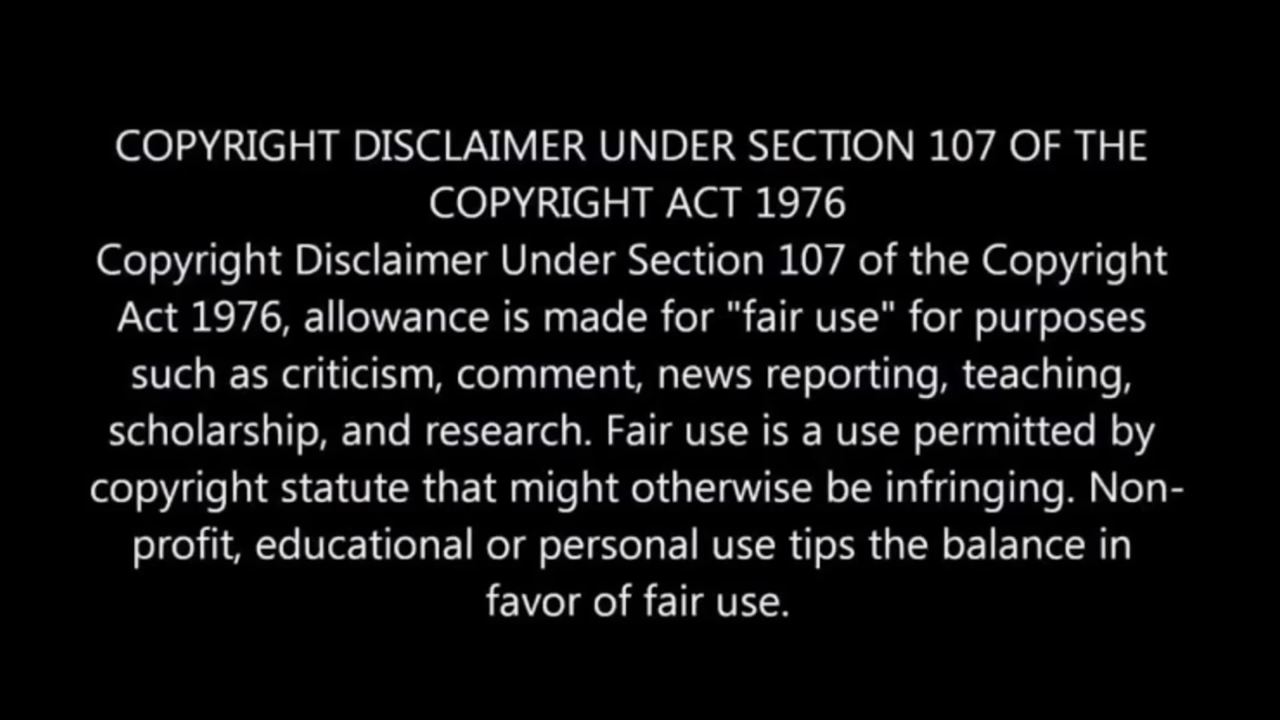 COPYRIGHT DISCLAIMER UNDER SECTION 107 OF THE
COPYRIGHT ACT 1976
Copyright Disclaimer Under Section 107 of the Copyright
Act 1976, allowance is made for "fair use" for purposes
such as criticism, comment, news reporting, teaching,
scholarship, and research. Fair use is a use permitted by
copyright statute that might otherwise be infringing. Non-
profit, educational or personal use tips the balance in
favor of fair use.